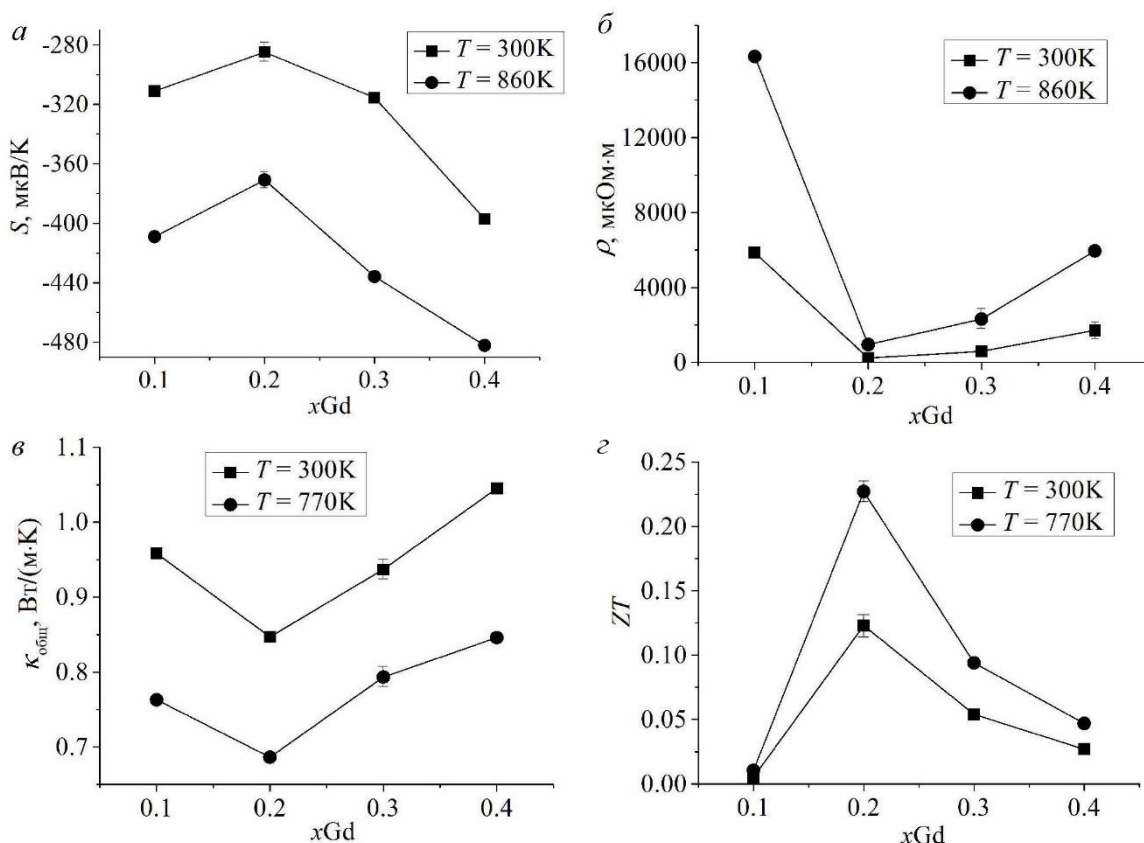 а
S, мкВ/К
-280
-320
-360
-400
-440
-480
T = 300K
T = 860K
0.1 0.2 0.3 0.4
xGd
б
ρ, мкОм·м
16000
12000
8000
4000
0
T = 300K
T = 860K
0.1 0.2 0.3 0.4
xGd
в
κобщ, Вт/(м·К)
1.1
1.0
0.9
0.8
0.7
T = 300K
T = 770K
0.1 0.2 0.3 0.4
xGd
г
ZT
0.25
0.20
0.15
0.10
0.05
0.00
T = 300K
T = 770K
0.1 0.2 0.3 0.4
xGd